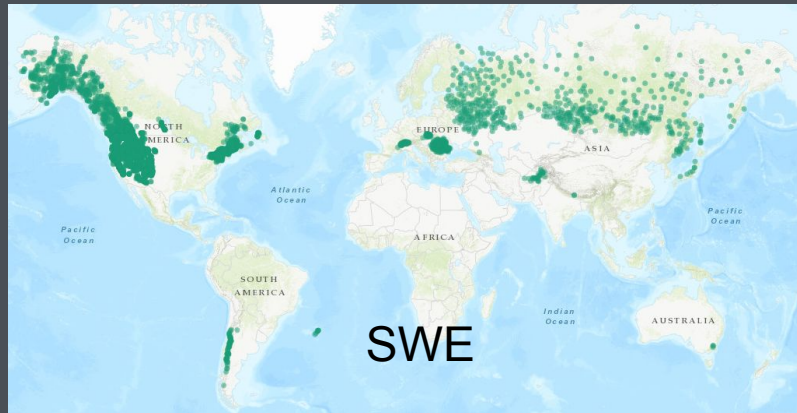 NORTH
AMERICA
EUROPE
ASIA
Atlantic
Ocean
Pacific
Ocean
Pacific
Ocean
AFRICA
SOUTH
AMERICA
Indian
Ocean
AUSTRALIA
SWE